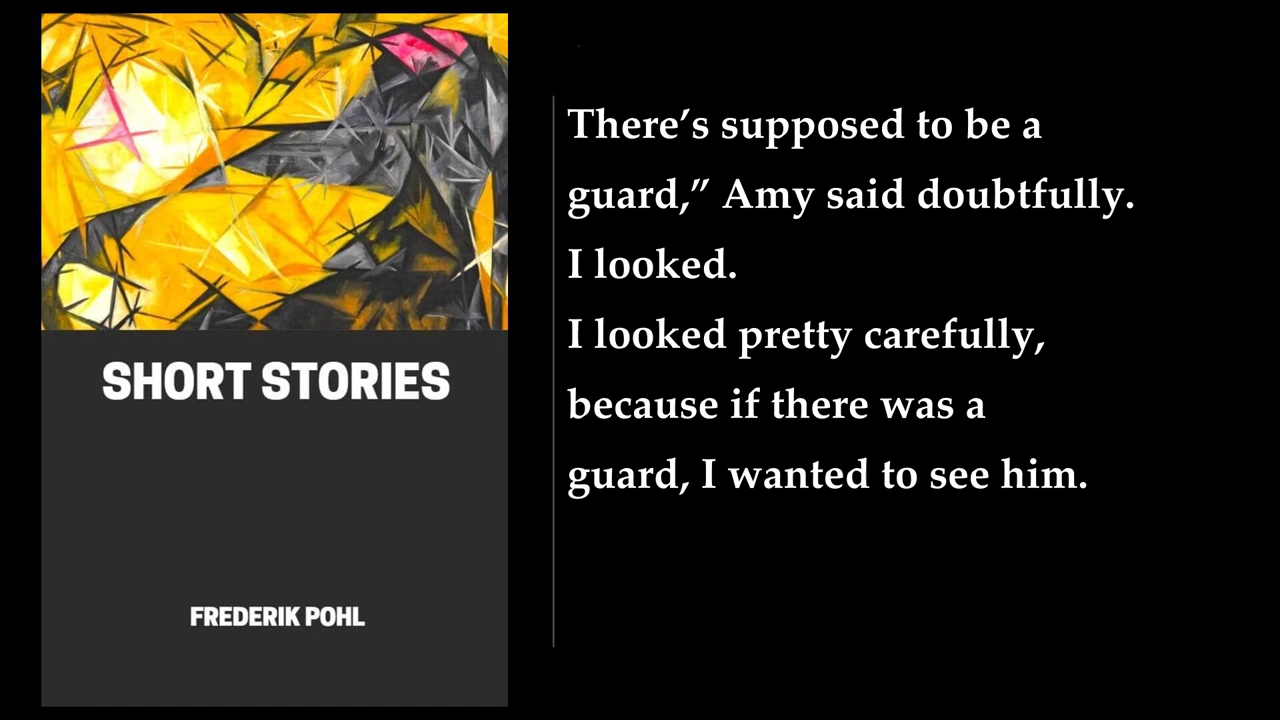 SHORT STORIES
FREDERIK POHL
There’s supposed to be a
guard,” Amy said doubtfully.
I looked.
I looked pretty carefully,
because if there was a
guard, I wanted to see him.